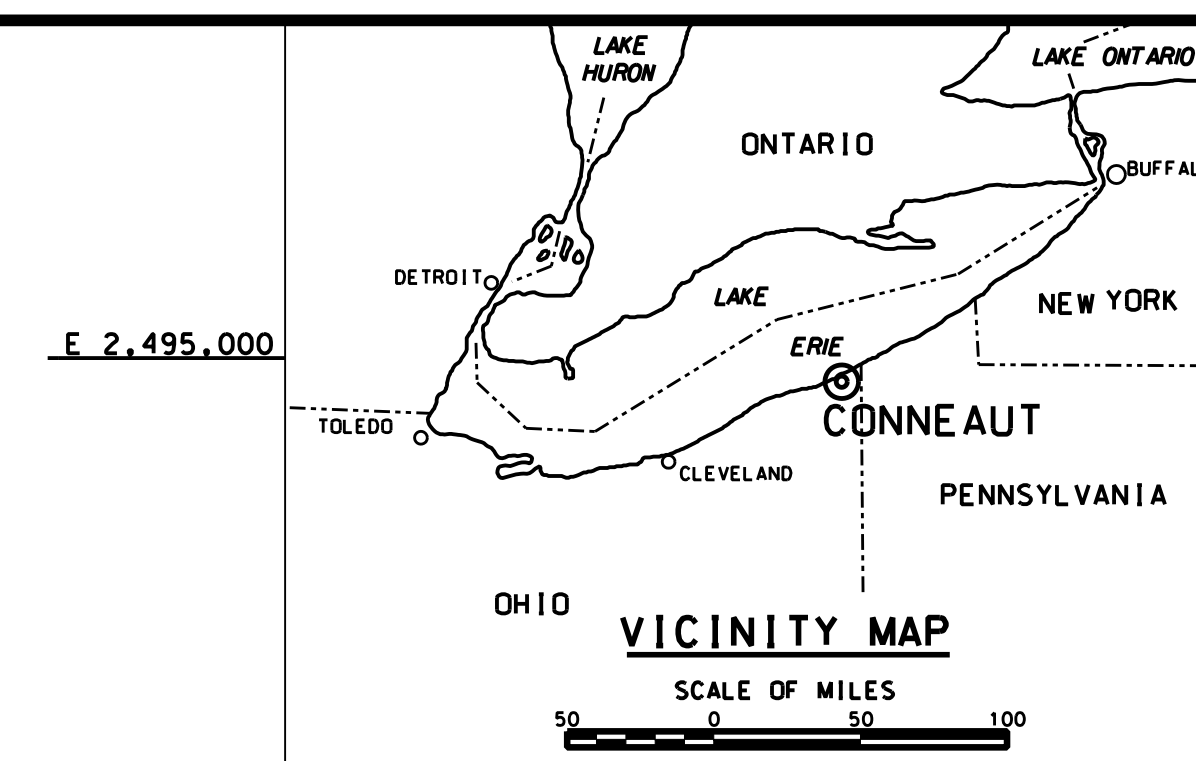 LAKE
HURON
LAKE ONTARIO
ONTARIO
BUFFAL
DETROIT
LAKE
NEW YORK
E 2,495,000
ERIE
CONNEAUT
TOLEDO
CLEVELAND
PENNSYLVANIA
OHIO
VICINITY MAP
SCALE OF MILES
50 0 50 100